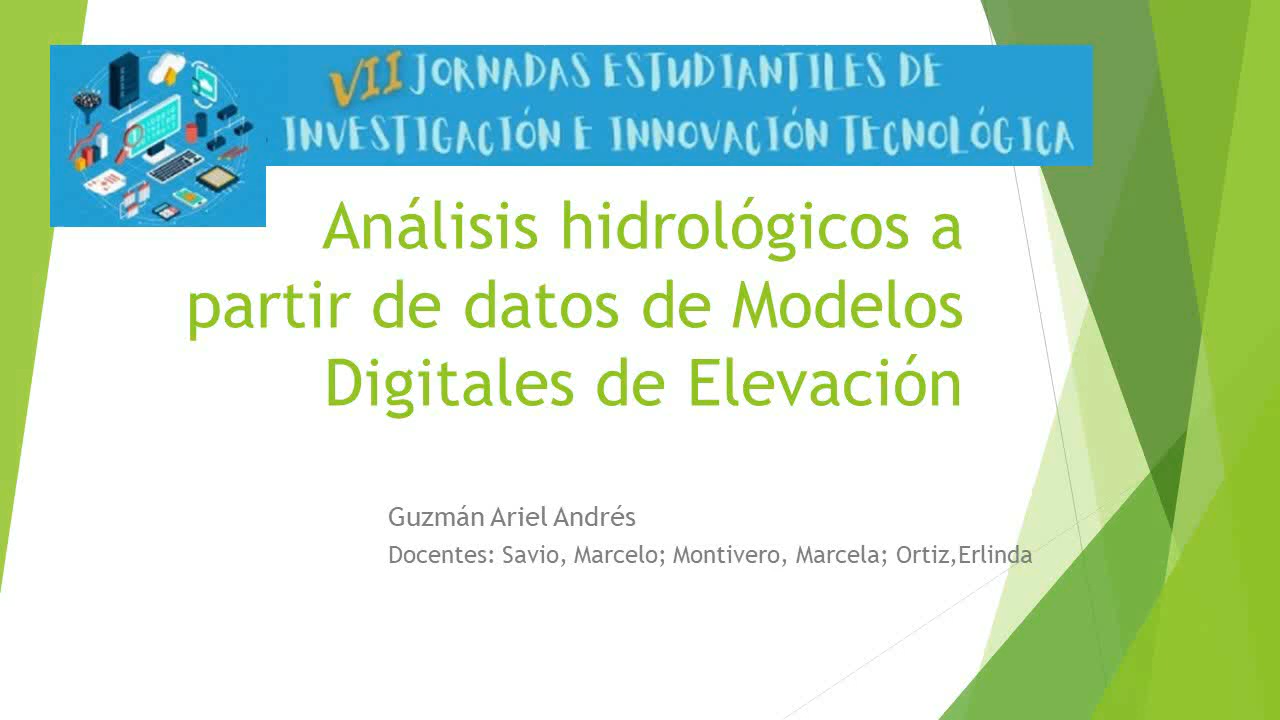 VII JORNADAS ESTUDIANTILES DE
INVESTIGACIÓN E INNOVACIÓN TECNOLÓGICA
Análisis hidrológicos a
partir de datos de Modelos
Digitales de Elevación
Guzmán Ariel Andrés
Docentes: Savio, Marcelo; Montivero, Marcela; Ortiz,Erlinda